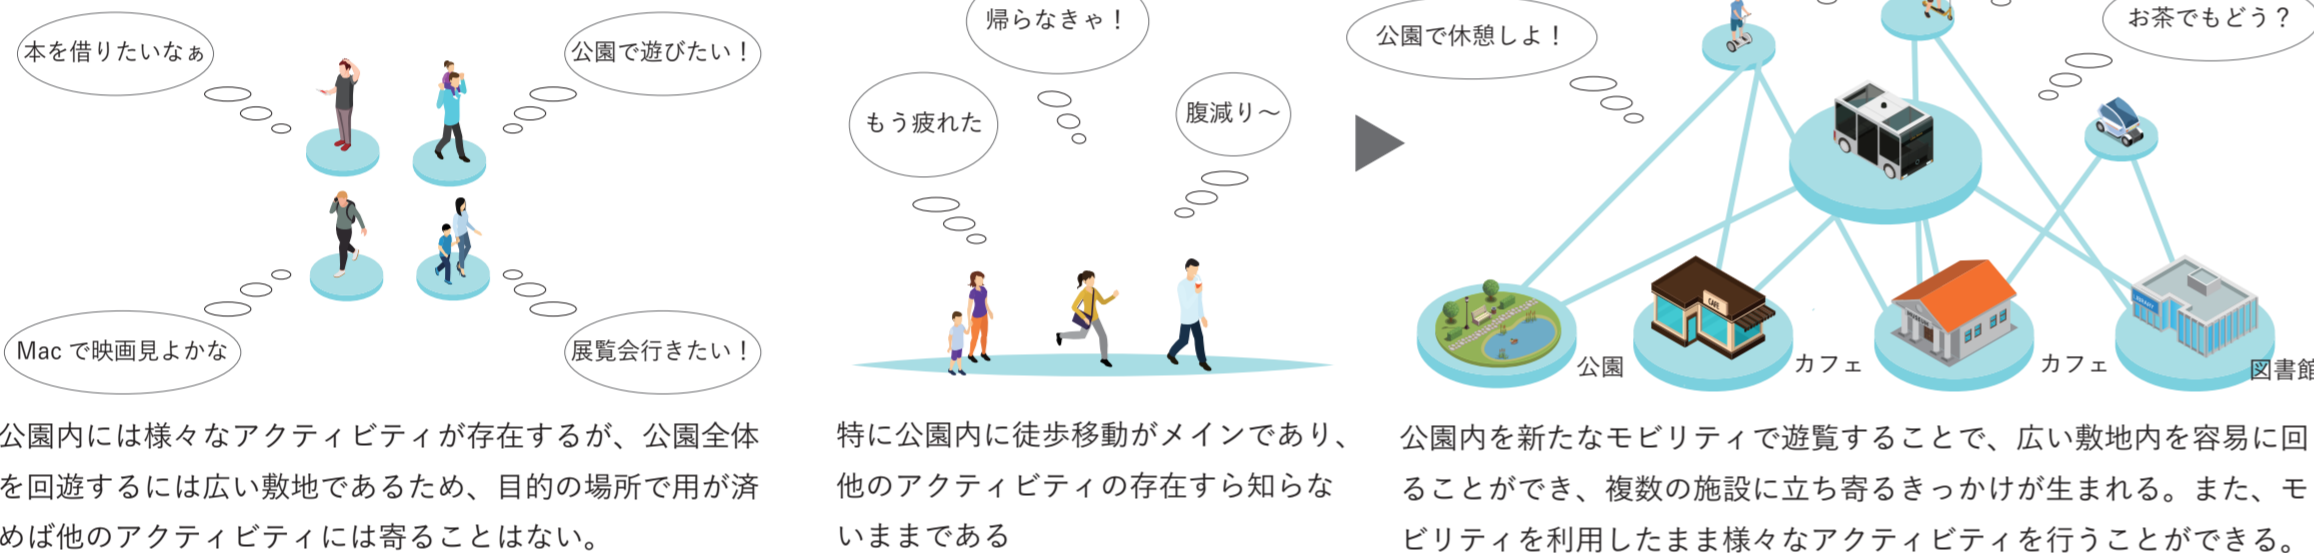 本を借りたいなぁ
公園で遊びたい！
Mac で映画見よかな
展覧会行きたい！
公園内には様々なアクティビティが存在するが、公園全体
を回遊するには広い敷地であるため、目的の場所で用が済
めば他のアクティビティには寄ることはない。
帰らなきゃ！
もう疲れた
腹減り～
特に公園内に徒歩移動がメインであり、
他のアクティビティの存在すら知らな
いままである
公園で休憩しよ！
お茶でもどう？
CAFE
MUSEUM
LIBRARY
公園
カフェ
カフェ
図書館
公園内を新たなモビリティで遊覧することで、広い敷地内を容易に回
ることができ、複数の施設に立ち寄るきっかけが生まれる。また、モ
ビリティを利用したまま様々なアクティビティを行うことができる。